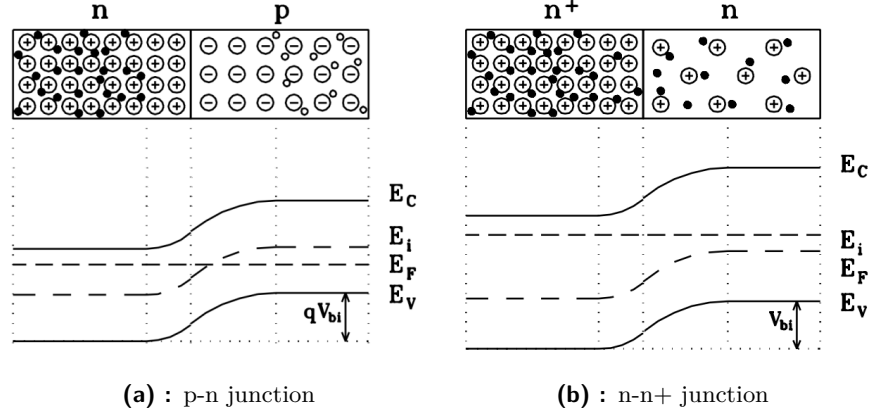 n p
n+ n
E_C
E_i
E_F
E_V
qV_bi
E_C
E_i
E_F
E_V
V_bi
(a) : p-n junction
(b) : n-n+ junction